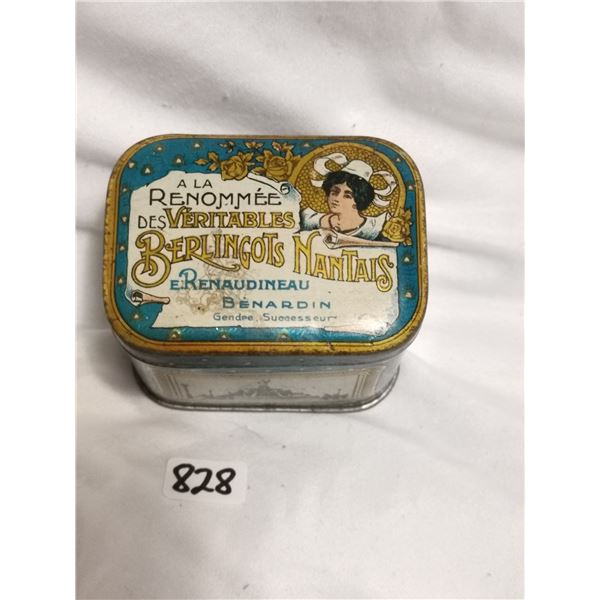 A LA
RENOMMÉE
DES VÉRITABLES
BERLINGOTS NANTAIS
E. RENAUDINEAU
BÉNARDIN
Gendre, Successeur
828